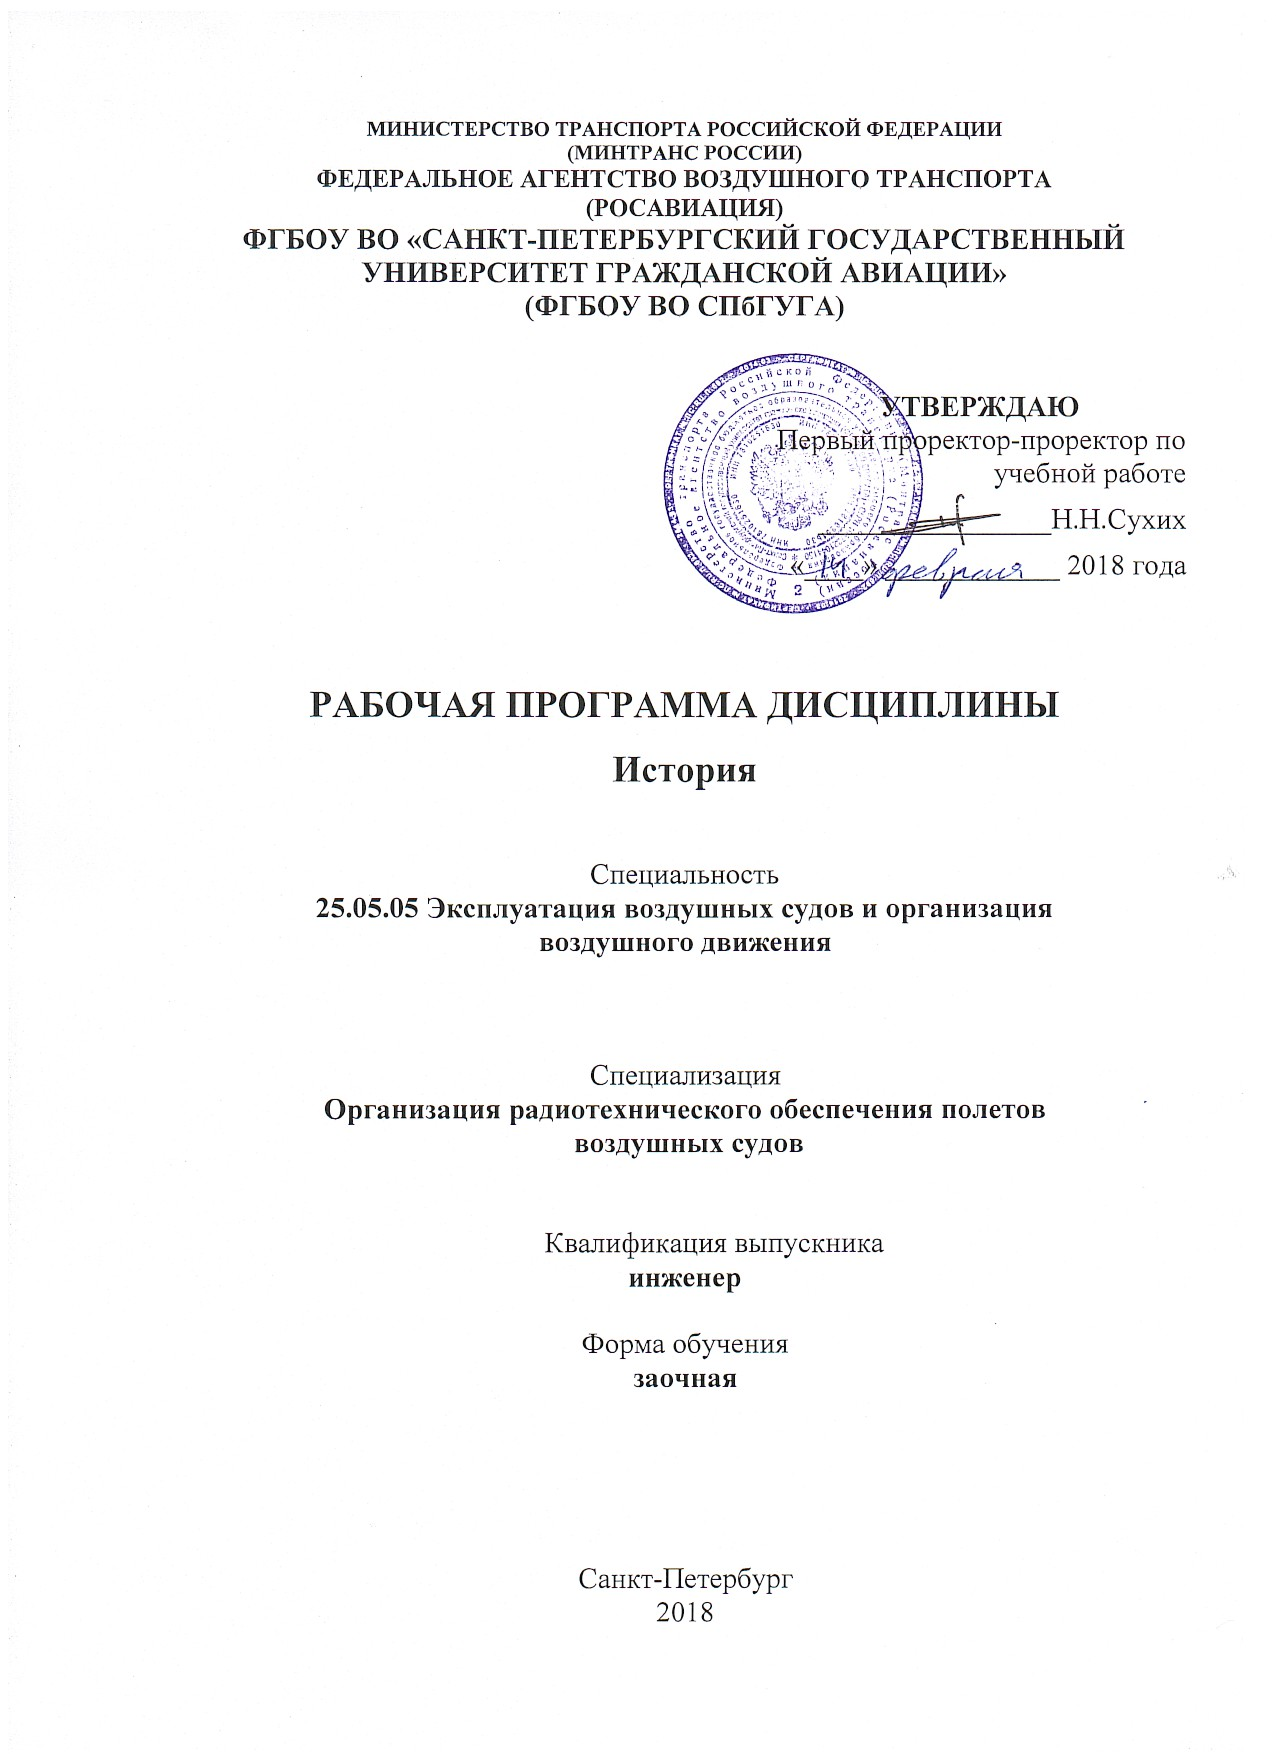 МИНИСТЕРСТВО ТРАНСПОРТА РОССИЙСКОЙ ФЕДЕРАЦИИ
(МИНТРАНС РОССИИ)
ФЕДЕРАЛЬНОЕ АГЕНТСТВО ВОЗДУШНОГО ТРАНСПОРТА
(РОСАВИАЦИЯ)
ФГБОУ ВО «САНКТ-ПЕТЕРБУРГСКИЙ ГОСУДАРСТВЕННЫЙ
УНИВЕРСИТЕТ ГРАЖДАНСКОЙ АВИАЦИИ»
(ФГБОУ ВО СПбГУГА)
УТВЕРЖДАЮ
Первый проректор-проректор по
учебной работе
Н.Н.Сухих
«14» февраля 2018 года
РАБОЧАЯ ПРОГРАММА ДИСЦИПЛИНЫ
История
Специальность
25.05.05 Эксплуатация воздушных судов и организация
воздушного движения
Специализация
Организация радиотехнического обеспечения полетов
воздушных судов
Квалификация выпускника
инженер
Форма обучения
заочная
Санкт-Петербург
2018